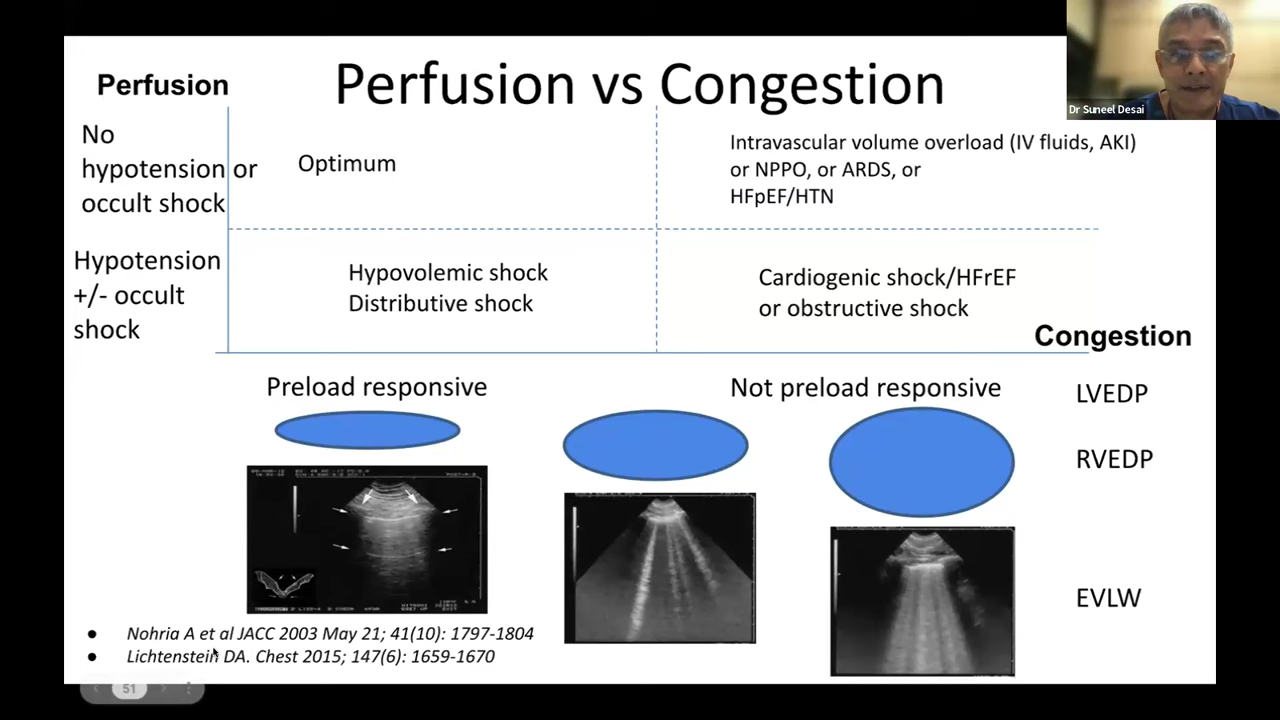 Dr Suneel Desai
Perfusion vs Congestion
Perfusion
No
hypotension or
occult shock
Optimum
Intravascular volume overload (IV fluids, AKI)
or NPPO, or ARDS, or
HFpEF/HTN
Hypotension
+/- occult
shock
Hypovolemic shock
Distributive shock
Cardiogenic shock/HFrEF
or obstructive shock
Congestion
Preload responsive
Not preload responsive
LVEDP
RVEDP
EVLW
● Nohria A et al JACC 2003 May 21; 41(10): 1797-1804
● Lichtenstein DA. Chest 2015; 147(6): 1659-1670
51